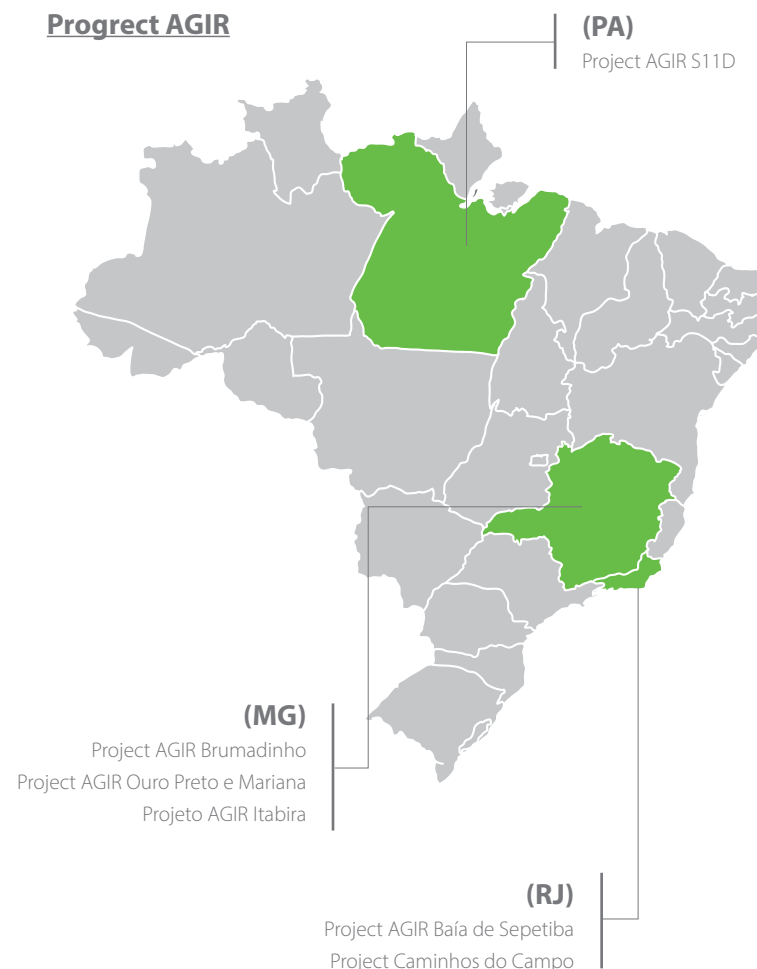 Progrect AGIR
(PA)
Project AGIR S11D
(MG)
Project AGIR Brumadinho
Project AGIR Ouro Preto e Mariana
Projeto AGIR Itabira
(RJ)
Project AGIR Baía de Sepetiba
Project Caminhos do Campo